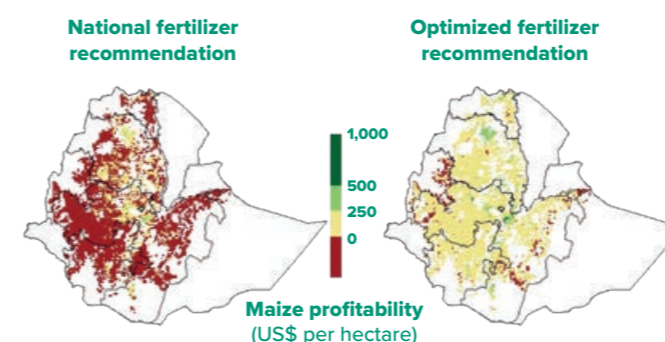 National fertilizer
recommendation
Optimized fertilizer
recommendation
1,000
500
250
0
Maize profitability
(US$ per hectare)